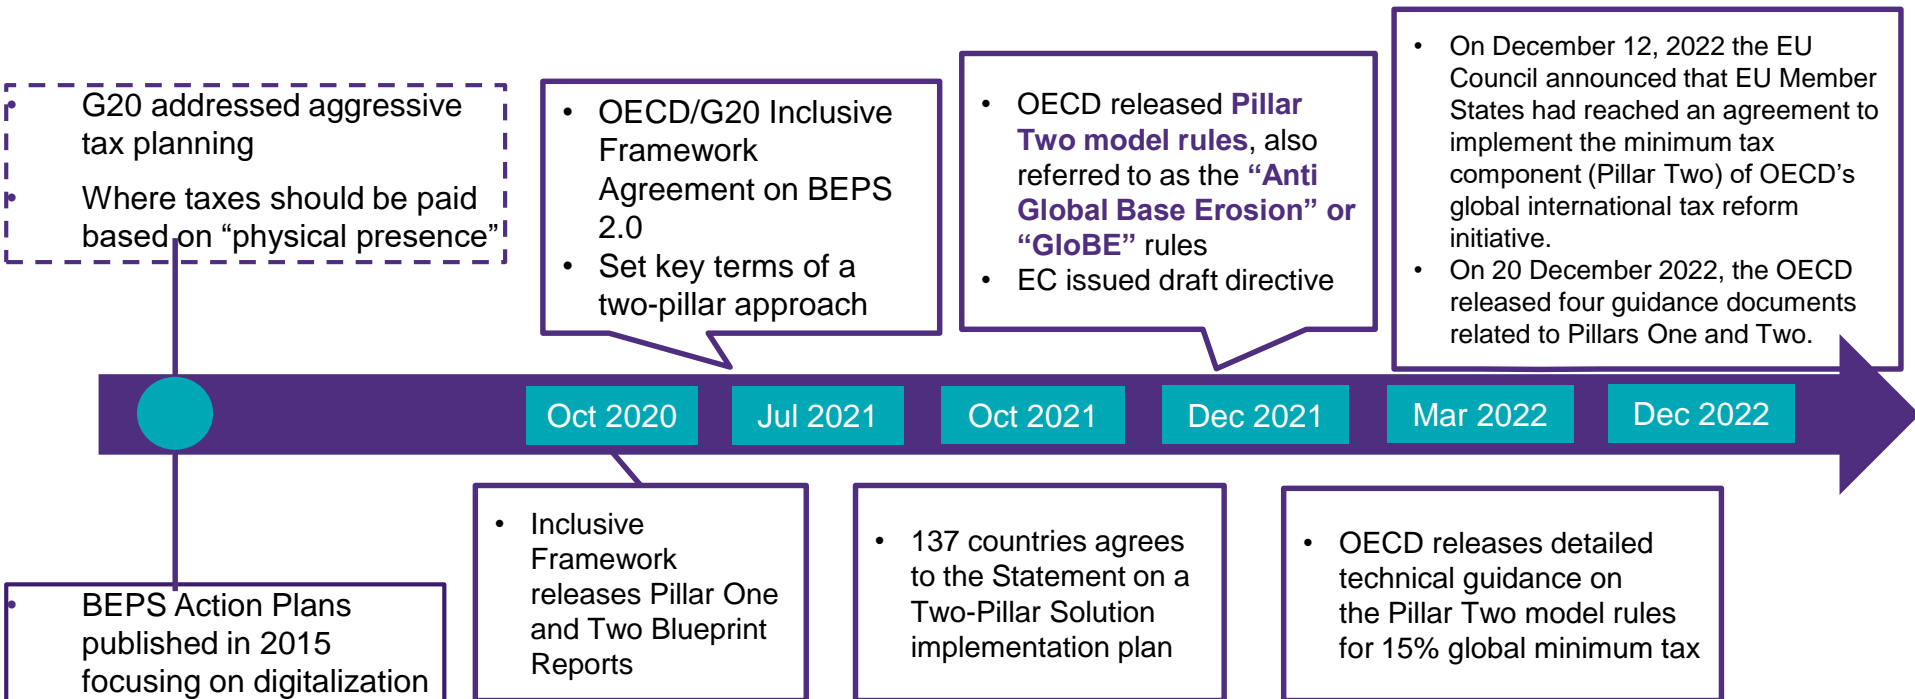 • G20 addressed aggressive
tax planning
• Where taxes should be paid
based on “physical presence”
• OECD/G20 Inclusive
Framework
Agreement on BEPS
2.0
• Set key terms of a
two-pillar approach
• OECD released Pillar
Two model rules, also
referred to as the “Anti
Global Base Erosion” or
“GloBE” rules
• EC issued draft directive
• On December 12, 2022 the EU
Council announced that EU Member
States had reached an agreement to
implement the minimum tax
component (Pillar Two) of OECD’s
global international tax reform
initiative.
• On 20 December 2022, the OECD
released four guidance documents
related to Pillars One and Two.
Oct 2020
Jul 2021
Oct 2021
Dec 2021
Mar 2022
Dec 2022
• BEPS Action Plans
published in 2015
focusing on digitalization
• Inclusive
Framework
releases Pillar One
and Two Blueprint
Reports
• 137 countries agrees
to the Statement on a
Two-Pillar Solution
implementation plan
• OECD releases detailed
technical guidance on
the Pillar Two model rules
for 15% global minimum tax